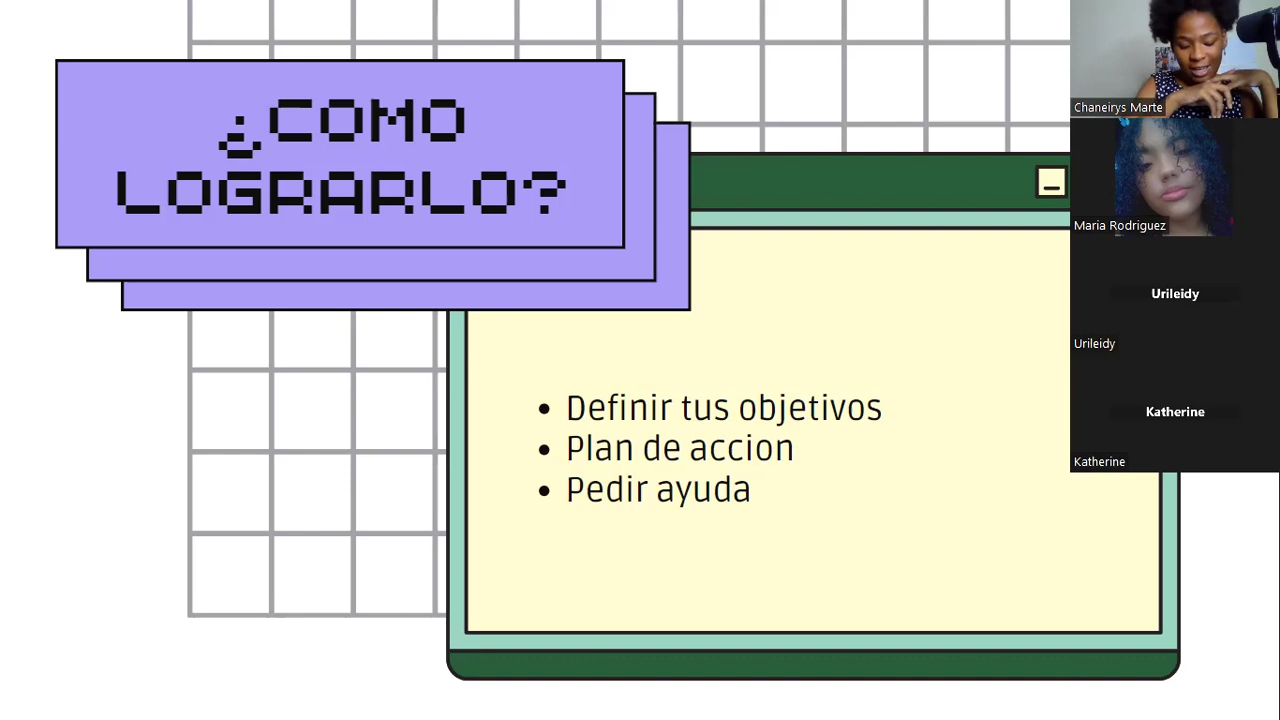 ¿COMO
LOGRARLO?
• Definir tus objetivos
• Plan de accion
• Pedir ayuda
Chaneirys Marte
Maria Rodriguez
Urileidy
Urileidy
Katherine
Katherine